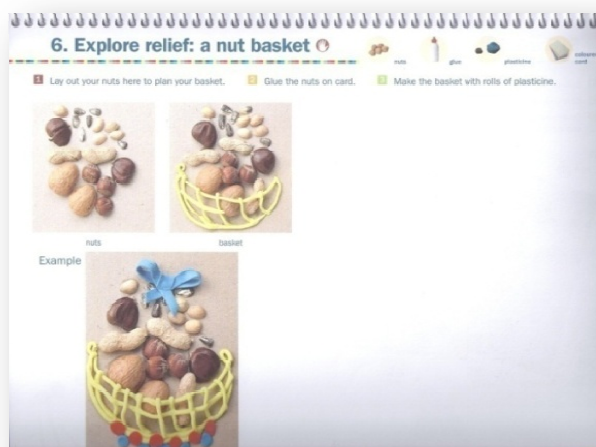 6. Explore relief: a nut basket
nuts
glue
plasticine
coloured card
1 Lay out your nuts here to plan your basket. 2 Glue the nuts on card. 3 Make the basket with rolls of plasticine.
nuts
basket
Example